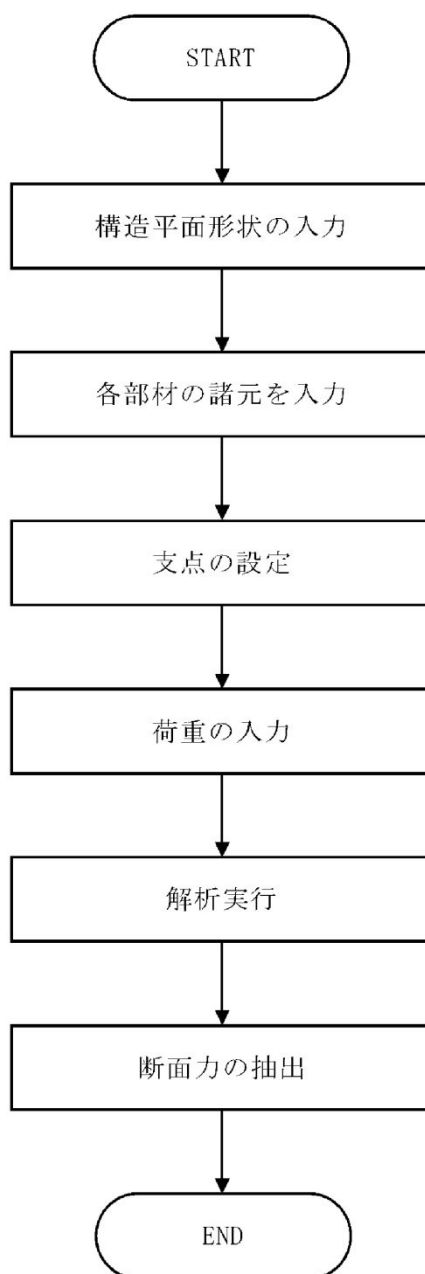 START
構造平面形状の入力
各部材の諸元を入力
支点の設定
荷重の入力
解析実行
断面力の抽出
END